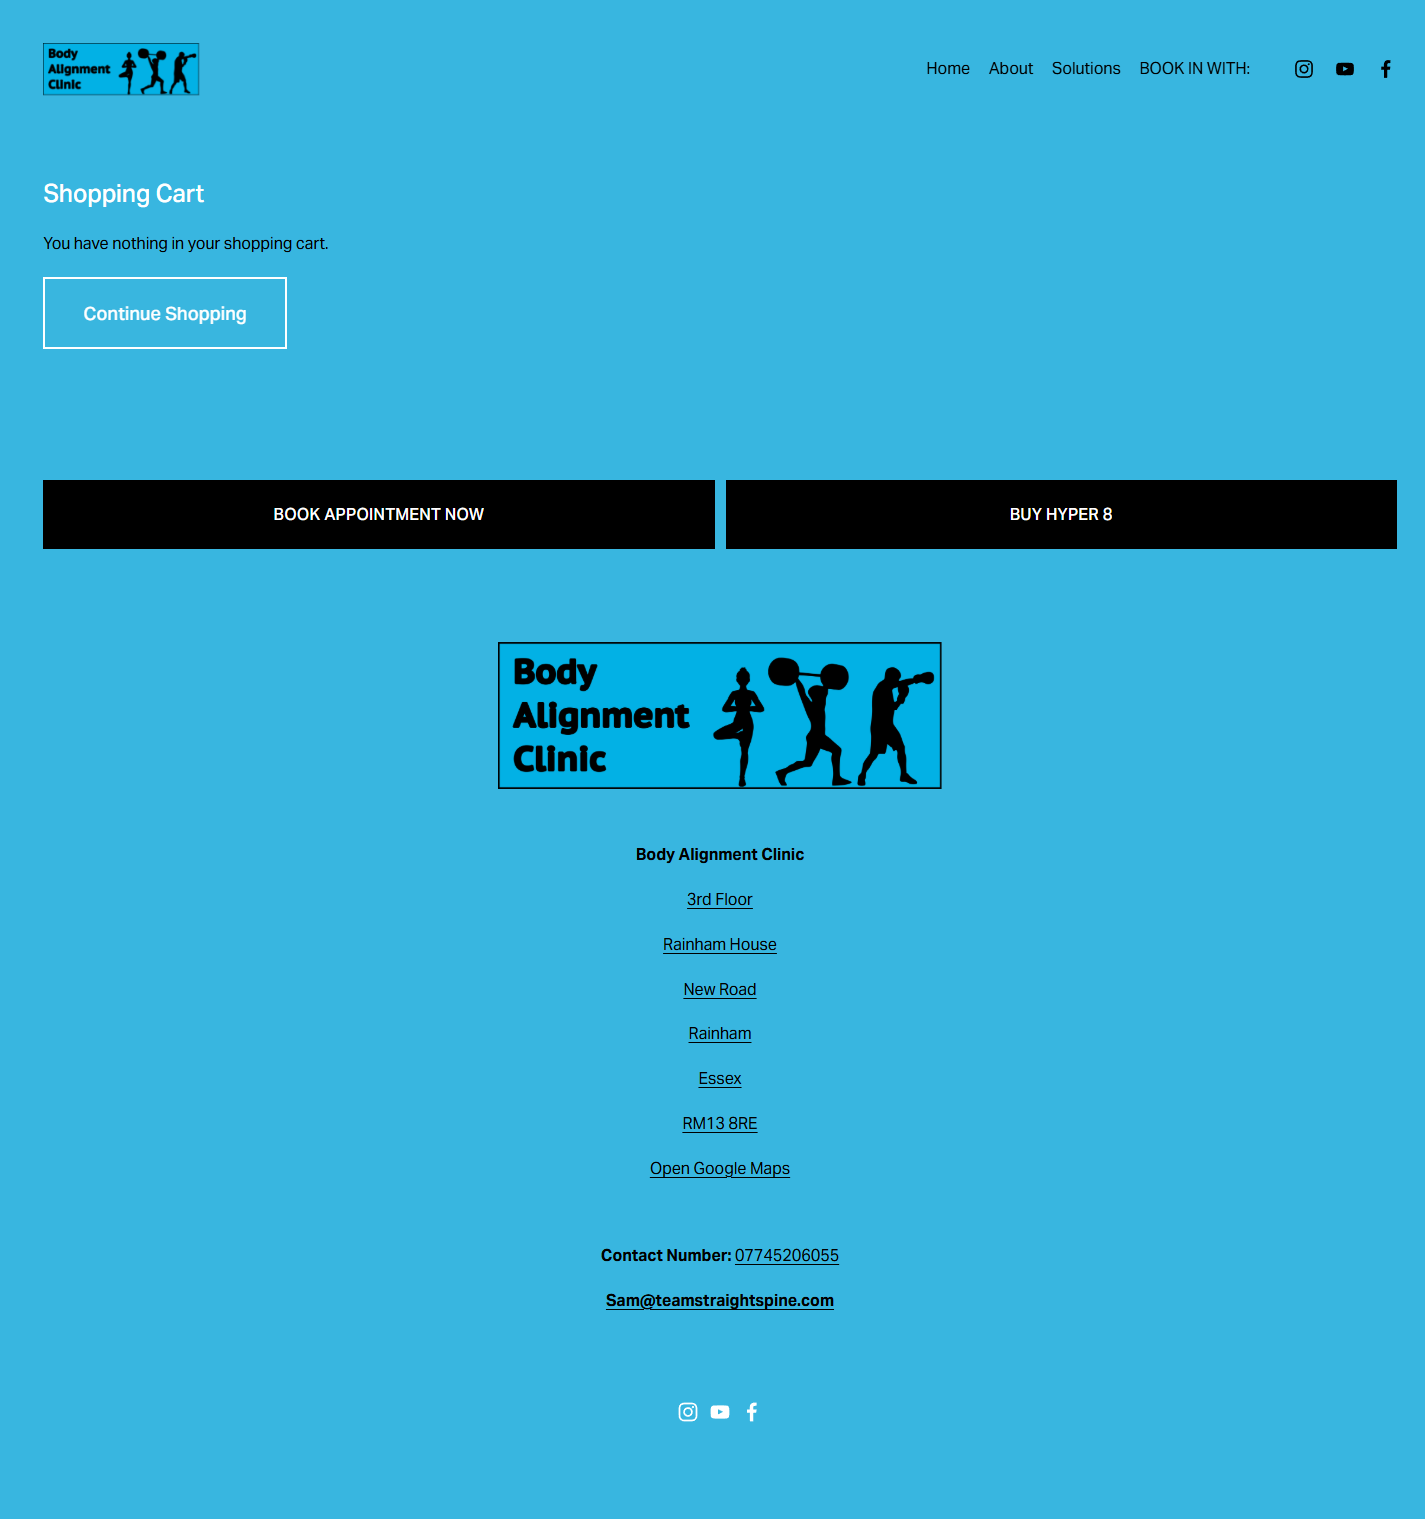 Body
Alignment
Clinic
Home About Solutions BOOK IN WITH:
Shopping Cart
You have nothing in your shopping cart.
Continue Shopping
BOOK APPOINTMENT NOW
BUY HYPER 8
Body
Alignment
Clinic
Body Alignment Clinic
3rd Floor
Rainham House
New Road
Rainham
Essex
RM13 8RE
Open Google Maps
Contact Number: 07745206055
Sam@teamstraightspine.com